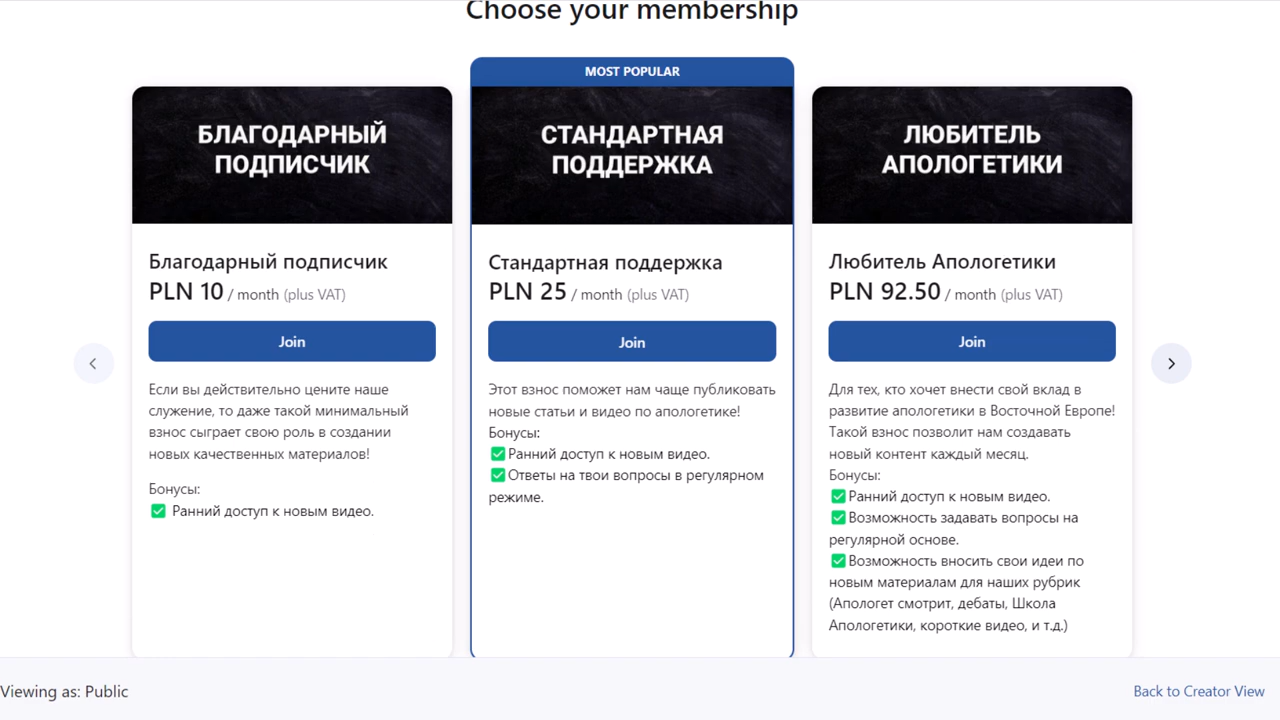 Choose your membership
БЛАГОДАРНЫЙ
ПОДПИСЧИК
Благодарный подписчик
PLN 10 / month (plus VAT)
Join
Если вы действительно цените наше
служение, то даже такой минимальный
взнос сыграет свою роль в создании
новых качественных материалов!
Бонусы:
✅ Ранний доступ к новым видео.
MOST POPULAR
СТАНДАРТНАЯ
ПОДДЕРЖКА
Стандартная поддержка
PLN 25 / month (plus VAT)
Join
Этот взнос поможет нам чаще публиковать
новые статьи и видео по апологетике!
Бонусы:
✅Ранний доступ к новым видео.
✅Ответы на твои вопросы в регулярном
режиме.
ЛЮБИТЕЛЬ
АПОЛОГЕТИКИ
Любитель Апологетики
PLN 92.50 / month (plus VAT)
Join
Для тех, кто хочет внести свой вклад в
развитие апологетики в Восточной Европе!
Такой взнос позволит нам создавать
новый контент каждый месяц.
Бонусы:
✅Ранний доступ к новым видео.
✅Возможность задавать вопросы на
регулярной основе.
✅Возможность вносить свои идеи по
новым материалам для наших рубрик
(Апологет смотрит, дебаты, Школа
Апологетики, короткие видео, и т.д.)
Viewing as: Public
Back to Creator View